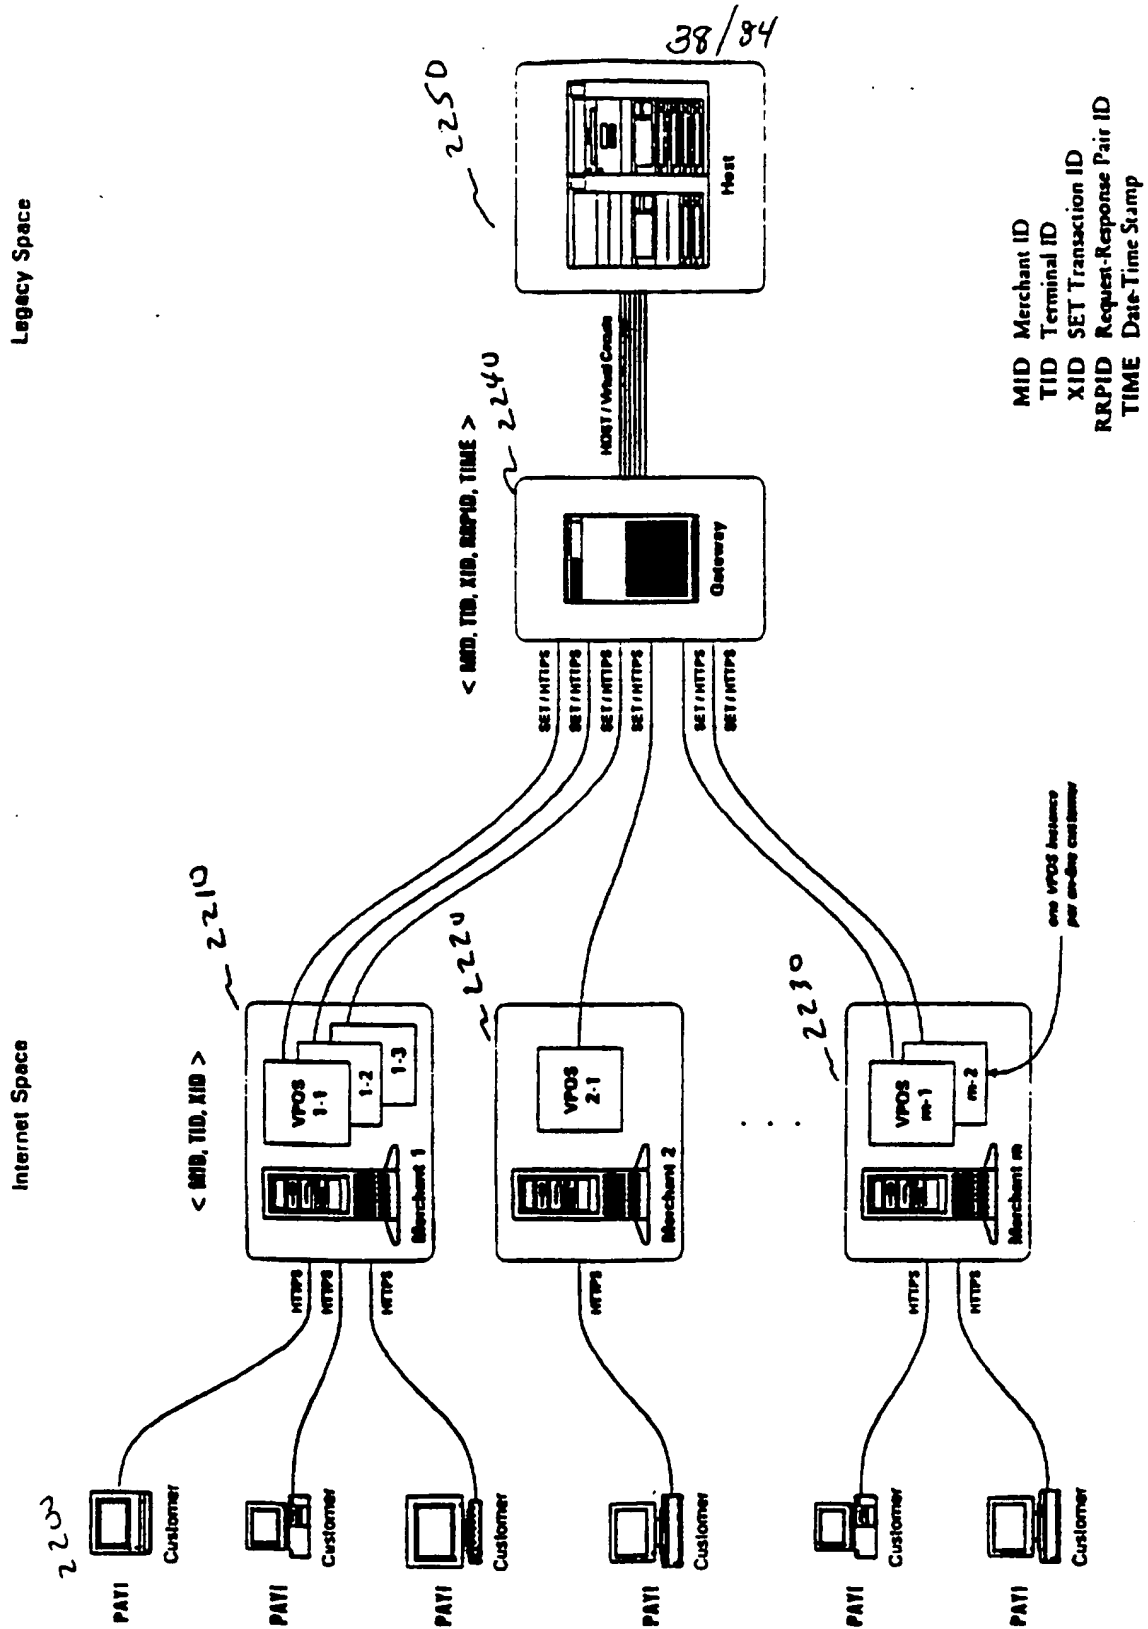 38/84
Internet Space
Legacy Space
2203
PAY!
Customer
PAY!
Customer
PAY!
Customer
PAY!
Customer
PAY!
Customer
PAY!
Customer
HTTPS
HTTPS
HTTPS
HTTPS
HTTPS
HTTPS
< MID, TID, XID >
2210
VPOS
1-1
1-2
1-3
Merchant 1
2220
VPOS
2-1
Merchant 2
. . .
2230
VPOS
m-1
m-2
Merchant m
one VPOS instance
per on-line customer
SET / HTTPS
SET / HTTPS
SET / HTTPS
SET / HTTPS
SET / HTTPS
SET / HTTPS
< MID, TID, XID, RRPID, TIME >
2240
Gateway
HOST / Virtual Circuits
2250
Host
MID Merchant ID
TID Terminal ID
XID SET Transaction ID
RRPID Request-Response Pair ID
TIME Date-Time Stamp